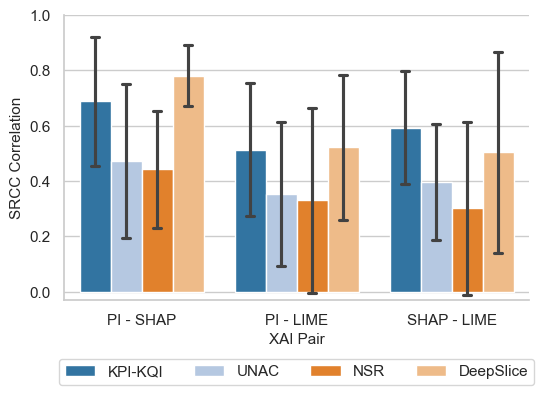 1.0
0.8
0.6
0.4
0.2
0.0
SRCC Correlation
PI - SHAP
PI - LIME
SHAP - LIME
XAI Pair
KPI-KQI
UNAC
NSR
DeepSlice